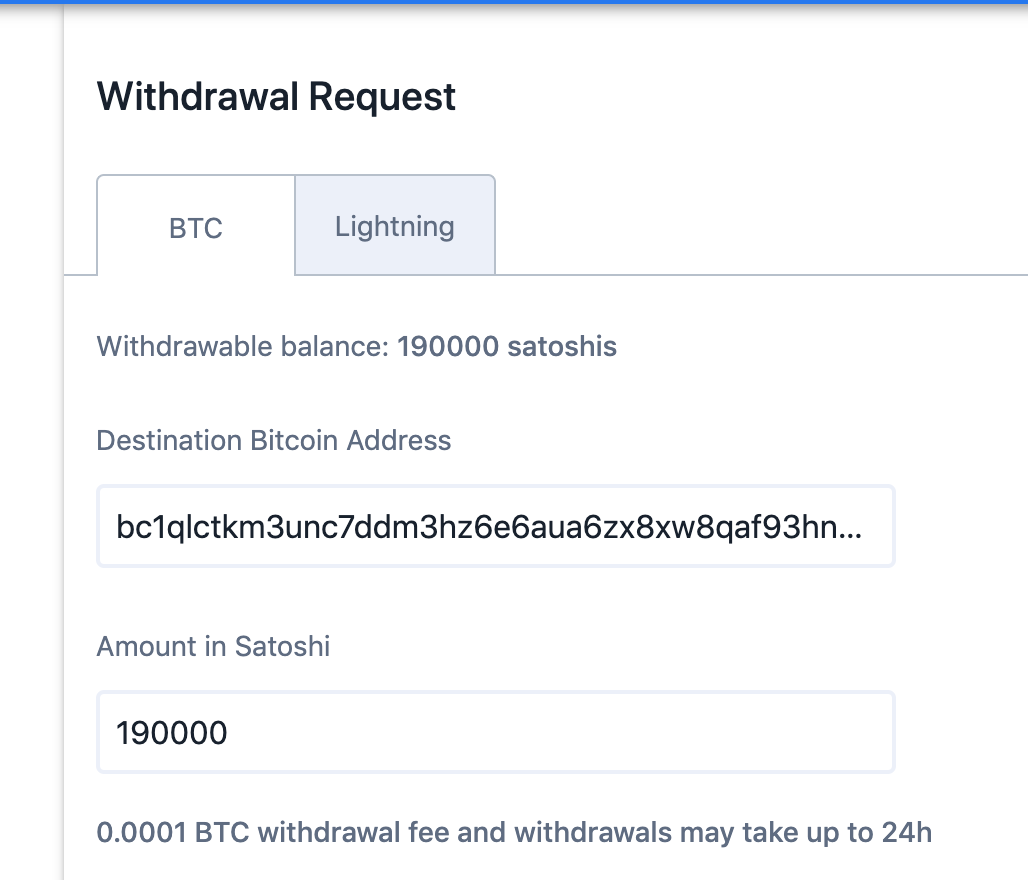 Withdrawal Request
BTC
Lightning
Withdrawable balance: 190000 satoshis
Destination Bitcoin Address
bc1qlctkm3unc7ddm3hz6e6aua6zx8xw8qaf93hn...
Amount in Satoshi
190000
0.0001 BTC withdrawal fee and withdrawals may take up to 24h